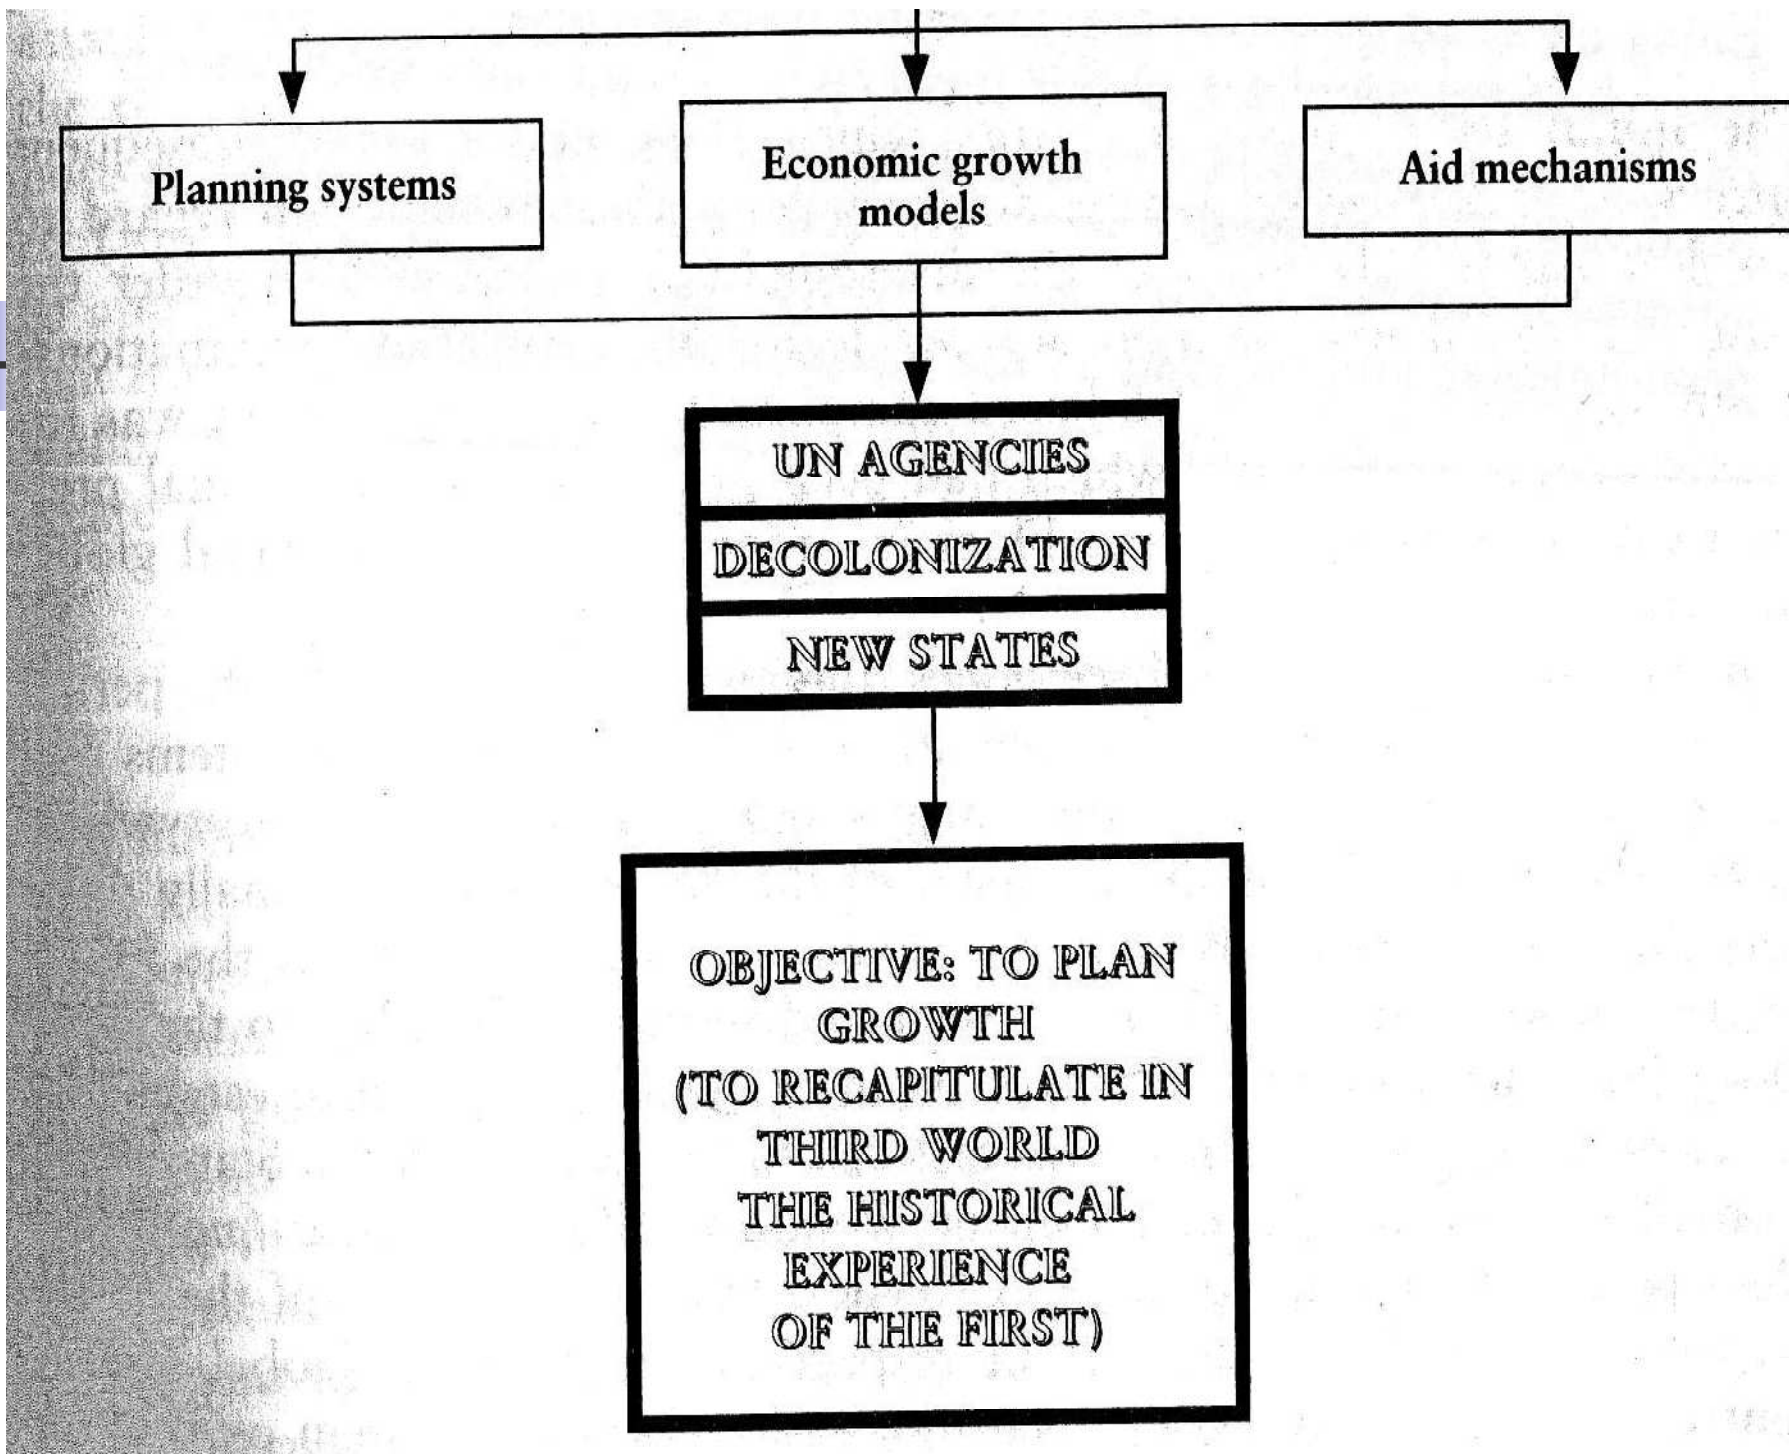 Planning systems
Economic growth
models
Aid mechanisms
UN AGENCIES
DECOLONIZATION
NEW STATES
OBJECTIVE: TO PLAN
GROWTH
(TO RECAPITULATE IN
THIRD WORLD
THE HISTORICAL
EXPERIENCE
OF THE FIRST)